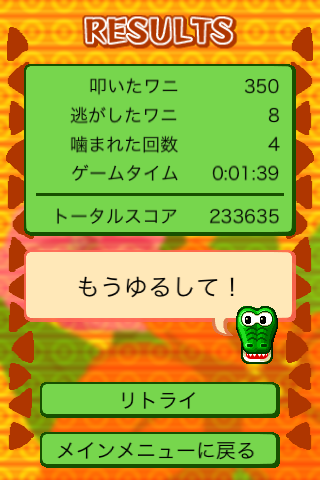 RESULTS
叩いたワニ 350
逃がしたワニ 8
噛まれた回数 4
ゲームタイム 0:01:39
トータルスコア 233635
もうゆるして！
リトライ
メインメニューに戻る